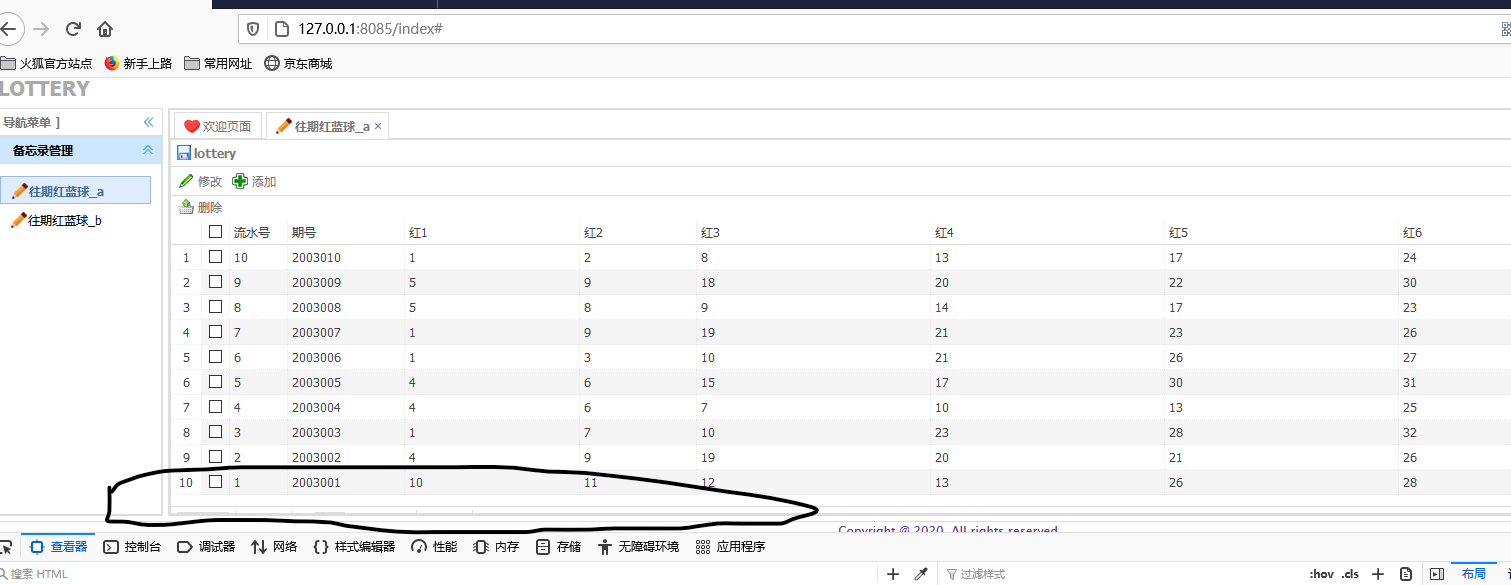 127.0.0.1:8085/index#
火狐官方站点 新手上路 常用网址 京东商城
LOTTERY
导航菜单 ]
备忘录管理
往期红蓝球_a
往期红蓝球_b
欢迎页面 往期红蓝球_a ×
lottery
修改 添加
删除
流水号 期号 红1 红2 红3 红4 红5 红6
1 10 2003010 1 2 8 13 17 24
2 9 2003009 5 9 18 20 22 30
3 8 2003008 5 8 9 14 17 23
4 7 2003007 1 9 19 21 23 26
5 6 2003006 1 3 10 21 26 27
6 5 2003005 4 6 15 17 30 31
7 4 2003004 4 6 7 10 13 25
8 3 2003003 1 7 10 23 28 32
9 2 2003002 4 9 19 20 21 26
10 1 2003001 10 11 12 13 26 28
Copyright @ 2020. All rights reserved
查看器 控制台 调试器 网络 {} 样式编辑器 性能 内存 存储 无障碍环境 应用程序
搜索 HTML + 过滤样式 :hov .cls + 布局